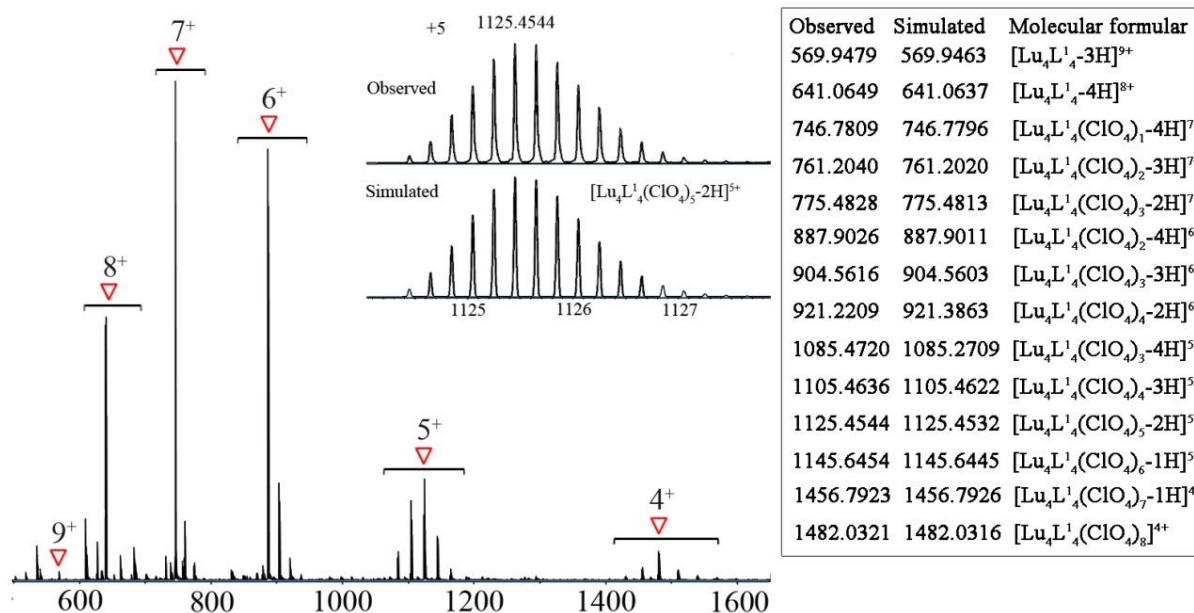 7⁺
6⁺
8⁺
9⁺
5⁺
4⁺
600 800 1000 1200 1400 1600
+5 1125.4544
Observed
Simulated [Lu₄L¹₄(ClO₄)₅-2H]⁵⁺
1125 1126 1127
Observed Simulated Molecular formular
569.9479 569.9463 [Lu₄L¹₄-3H]⁹⁺
641.0649 641.0637 [Lu₄L¹₄-4H]⁸⁺
746.7809 746.7796 [Lu₄L¹₄(ClO₄)₁-4H]⁷
761.2040 761.2020 [Lu₄L¹₄(ClO₄)₂-3H]⁷
775.4828 775.4813 [Lu₄L¹₄(ClO₄)₃-2H]⁷
887.9026 887.9011 [Lu₄L¹₄(ClO₄)₂-4H]⁶
904.5616 904.5603 [Lu₄L¹₄(ClO₄)₃-3H]⁶
921.2209 921.3863 [Lu₄L¹₄(ClO₄)₄-2H]⁶
1085.4720 1085.2709 [Lu₄L¹₄(ClO₄)₃-4H]⁵
1105.4636 1105.4622 [Lu₄L¹₄(ClO₄)₄-3H]⁵
1125.4544 1125.4532 [Lu₄L¹₄(ClO₄)₅-2H]⁵
1145.6454 1145.6445 [Lu₄L¹₄(ClO₄)₆-1H]⁵
1456.7923 1456.7926 [Lu₄L¹₄(ClO₄)₇-1H]⁴
1482.0321 1482.0316 [Lu₄L¹₄(ClO₄)₈]⁴⁺